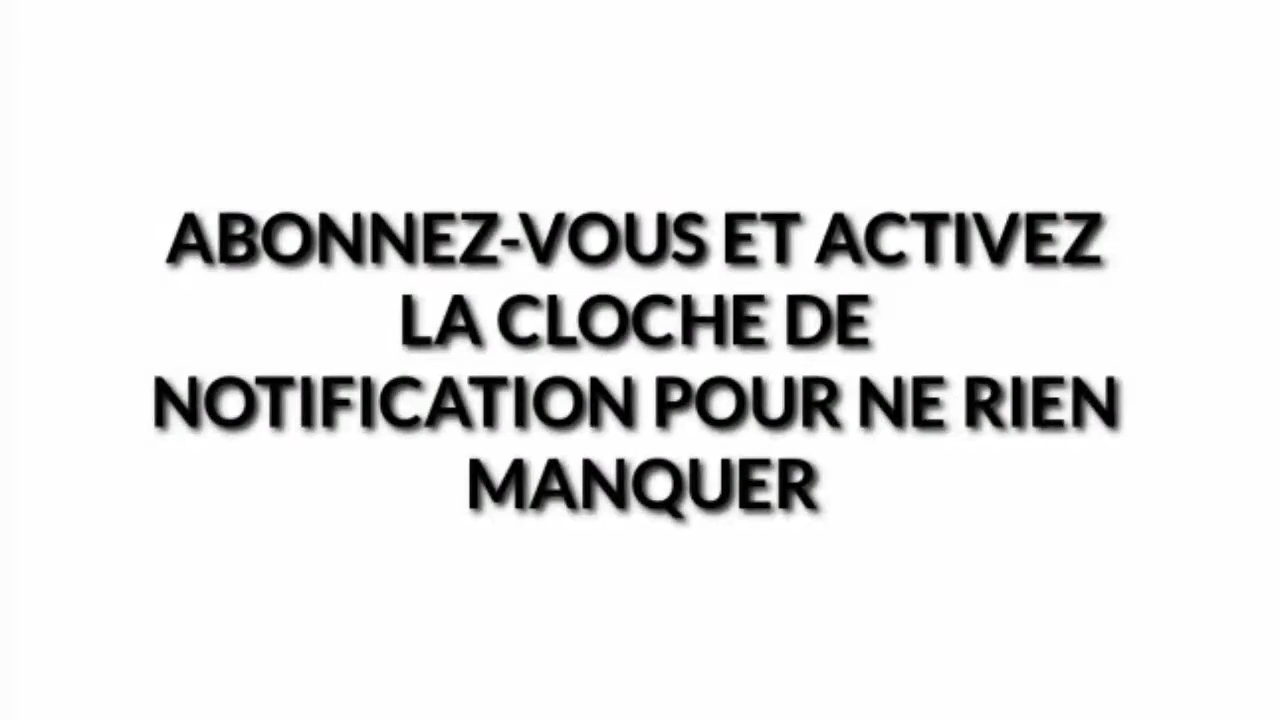 ABONNEZ-VOUS ET ACTIVEZ
LA CLOCHE DE
NOTIFICATION POUR NE RIEN
MANQUER